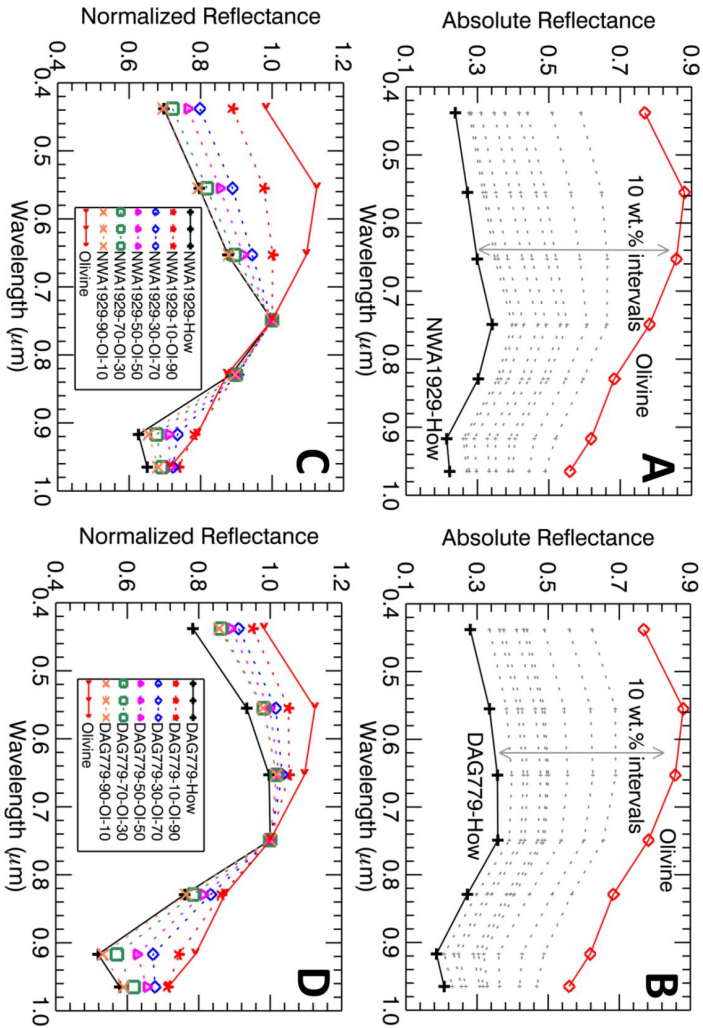 A
Absolute Reflectance
0.1 0.3 0.5 0.7 0.9
0.4 0.5 0.6 0.7 0.8 0.9 1.0
Wavelength (μm)
10 wt.% intervals
Olivine
NWA1929-How
B
Absolute Reflectance
0.1 0.3 0.5 0.7 0.9
0.4 0.5 0.6 0.7 0.8 0.9 1.0
Wavelength (μm)
10 wt.% intervals
Olivine
DAG779-How
C
Normalized Reflectance
0.4 0.6 0.8 1.0 1.2
0.4 0.5 0.6 0.7 0.8 0.9 1.0
Wavelength (μm)
NWA1929-How
NWA1929-10-Ol-90
NWA1929-30-Ol-70
NWA1929-50-Ol-50
NWA1929-70-Ol-30
NWA1929-90-Ol-10
Olivine
D
Normalized Reflectance
0.4 0.6 0.8 1.0 1.2
0.4 0.5 0.6 0.7 0.8 0.9 1.0
Wavelength (μm)
DAG779-How
DAG779-10-Ol-90
DAG779-30-Ol-70
DAG779-50-Ol-50
DAG779-70-Ol-30
DAG779-90-Ol-10
Olivine